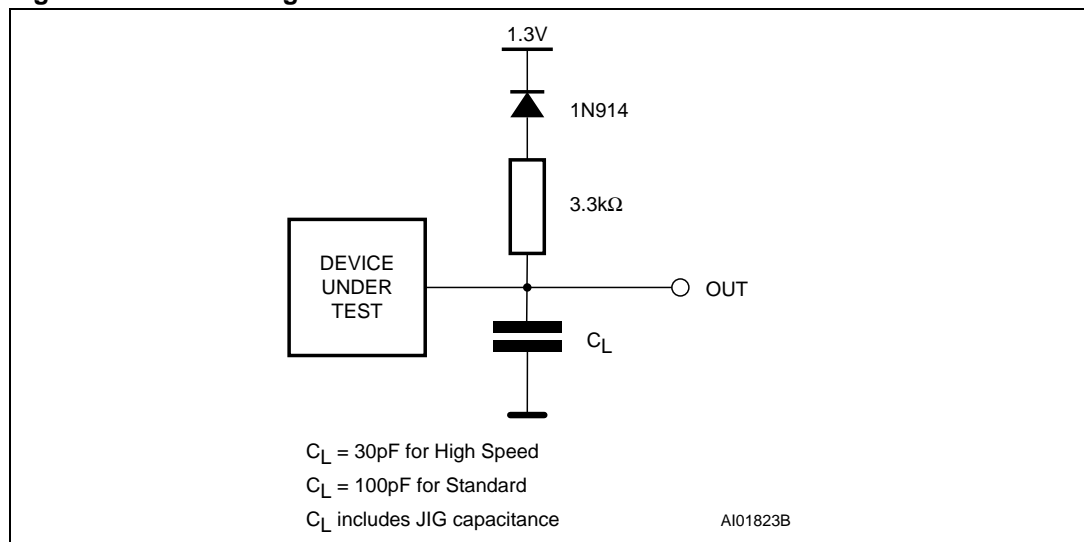 1.3V
1N914
3.3kΩ
DEVICE
UNDER
TEST
OUT
CL
CL = 30pF for High Speed
CL = 100pF for Standard
CL includes JIG capacitance
AI01823B